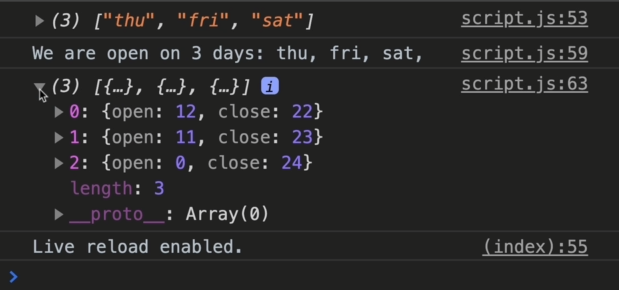 ▶(3) ["thu", "fri", "sat"] script.js:53
We are open on 3 days: thu, fri, sat, script.js:59
▼(3) [{…}, {…}, {…}] i script.js:63
▶0: {open: 12, close: 22}
▶1: {open: 11, close: 23}
▶2: {open: 0, close: 24}
length: 3
▶__proto__: Array(0)
Live reload enabled. (index):55
>